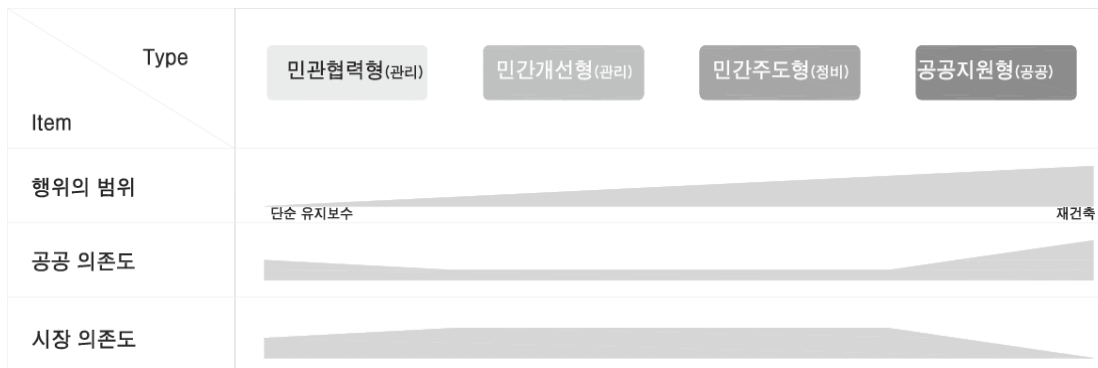 Type
민관협력형(관리)
민간개선형(관리)
민간주도형(정비)
공공지원형(공공)
Item
행위의 범위
단순 유지보수
재건축
공공 의존도
시장 의존도